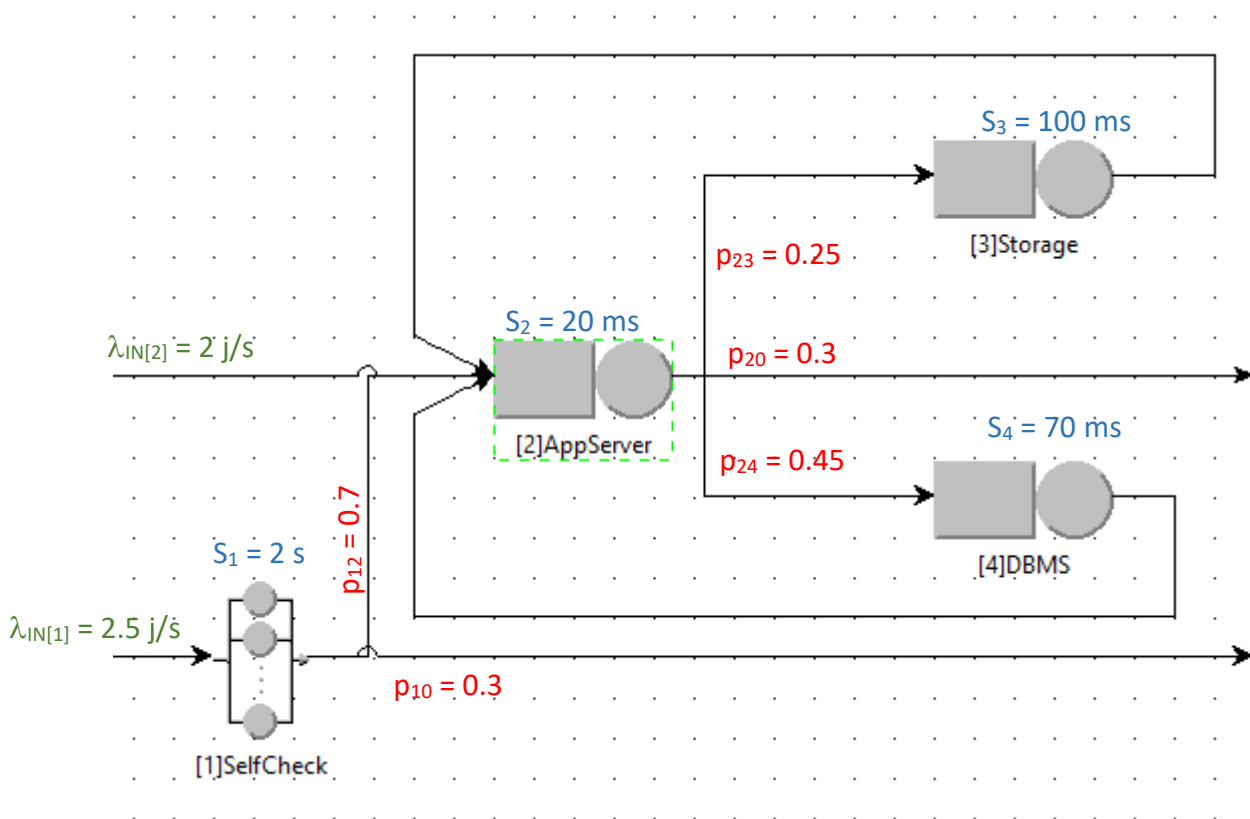 S₃ = 100 ms
[3]Storage
p₂₃ = 0.25
S₂ = 20 ms
λIN[2] = 2 j/s
p₂₀ = 0.3
[2]AppServer
S₄ = 70 ms
p₂₄ = 0.45
p₁₂ = 0.7
S₁ = 2 s
[4]DBMS
λIN[1] = 2.5 j/s
p₁₀ = 0.3
[1]SelfCheck